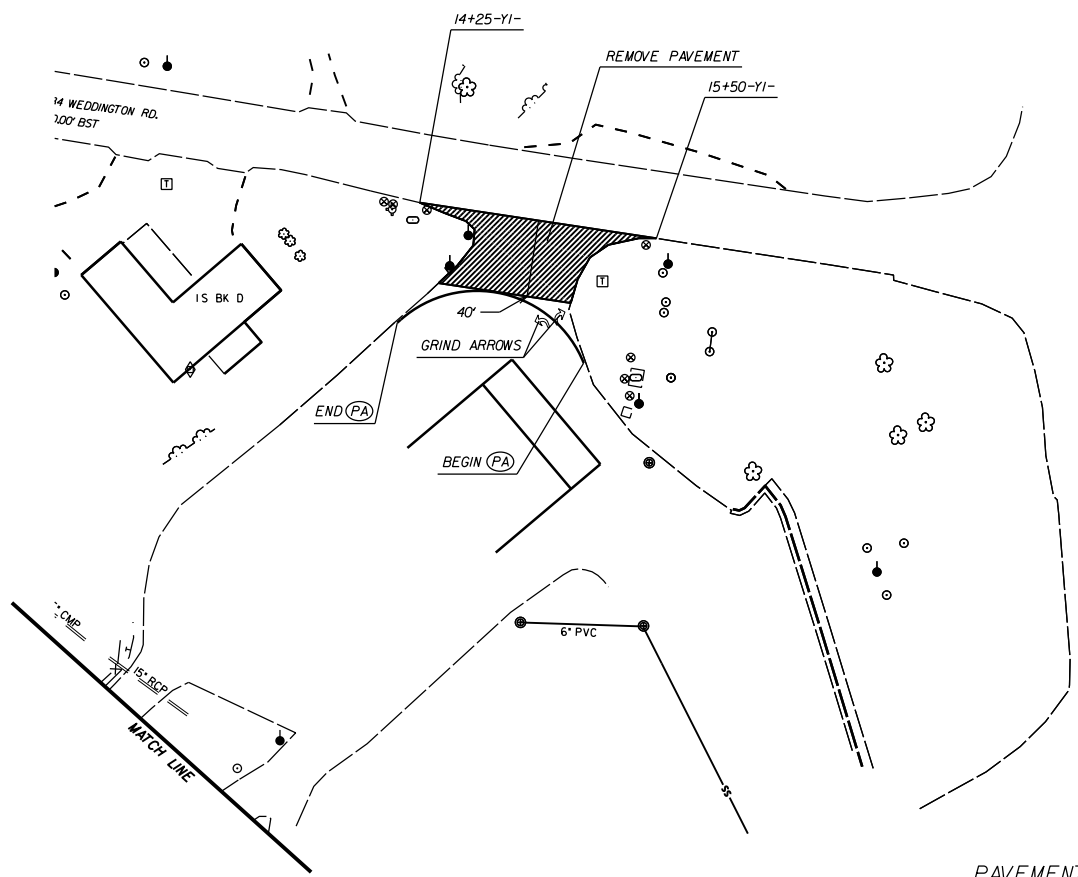 14+25-Y1-
REMOVE PAVEMENT
15+50-Y1-
WEDDINGTON RD.
BST
T
T
1S BK D
40'
GRIND ARROWS
END PA
BEGIN PA
6" PVC
CMP
15" RCP
MATCH LINE
SS
PAVEMENT